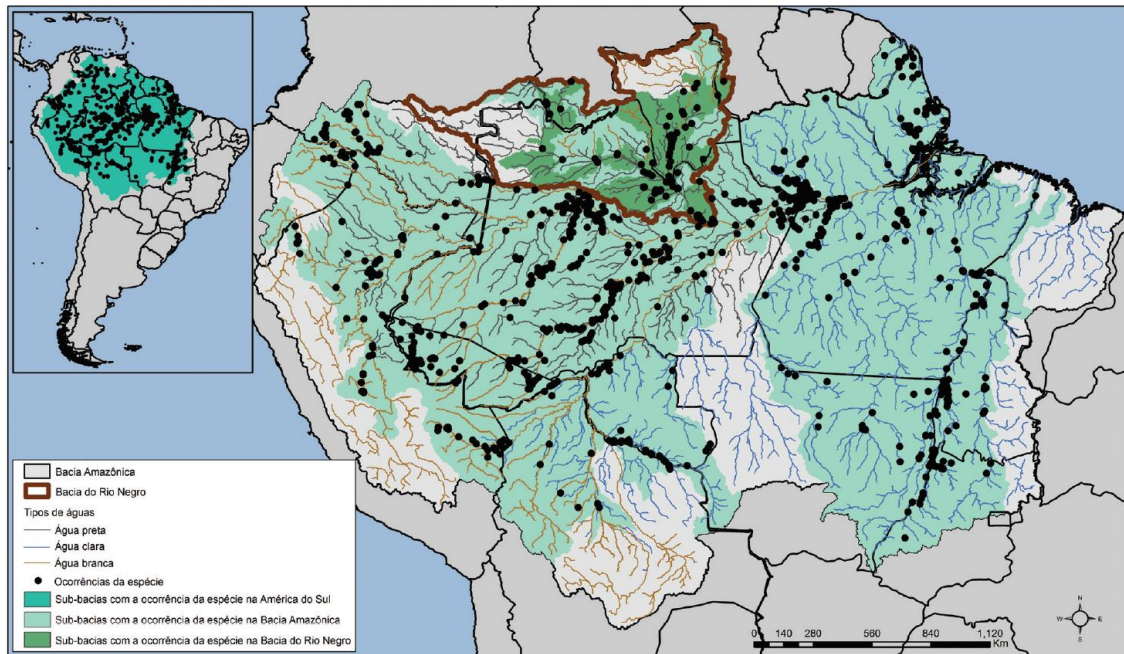 Bacia Amazônica
Bacia do Rio Negro
Tipos de águas
Água preta
Água clara
Água branca
Ocorrências da espécie
Sub-bacias com a ocorrência da espécie na América do Sul
Sub-bacias com a ocorrência da espécie na Bacia Amazônica
Sub-bacias com a ocorrência da espécie na Bacia do Rio Negro
N
W E
S
0 140 280 560 840 1,120
Km